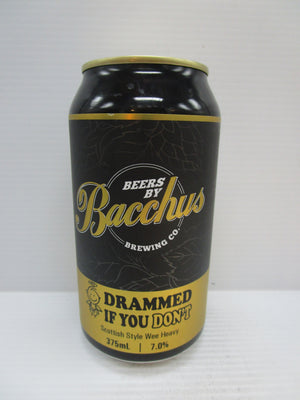 BEERS
BY
Bacchus
BREWING CO.
DRAMMED
IF YOU DON'T
Scottish Style Wee Heavy
375mL | 7.0%